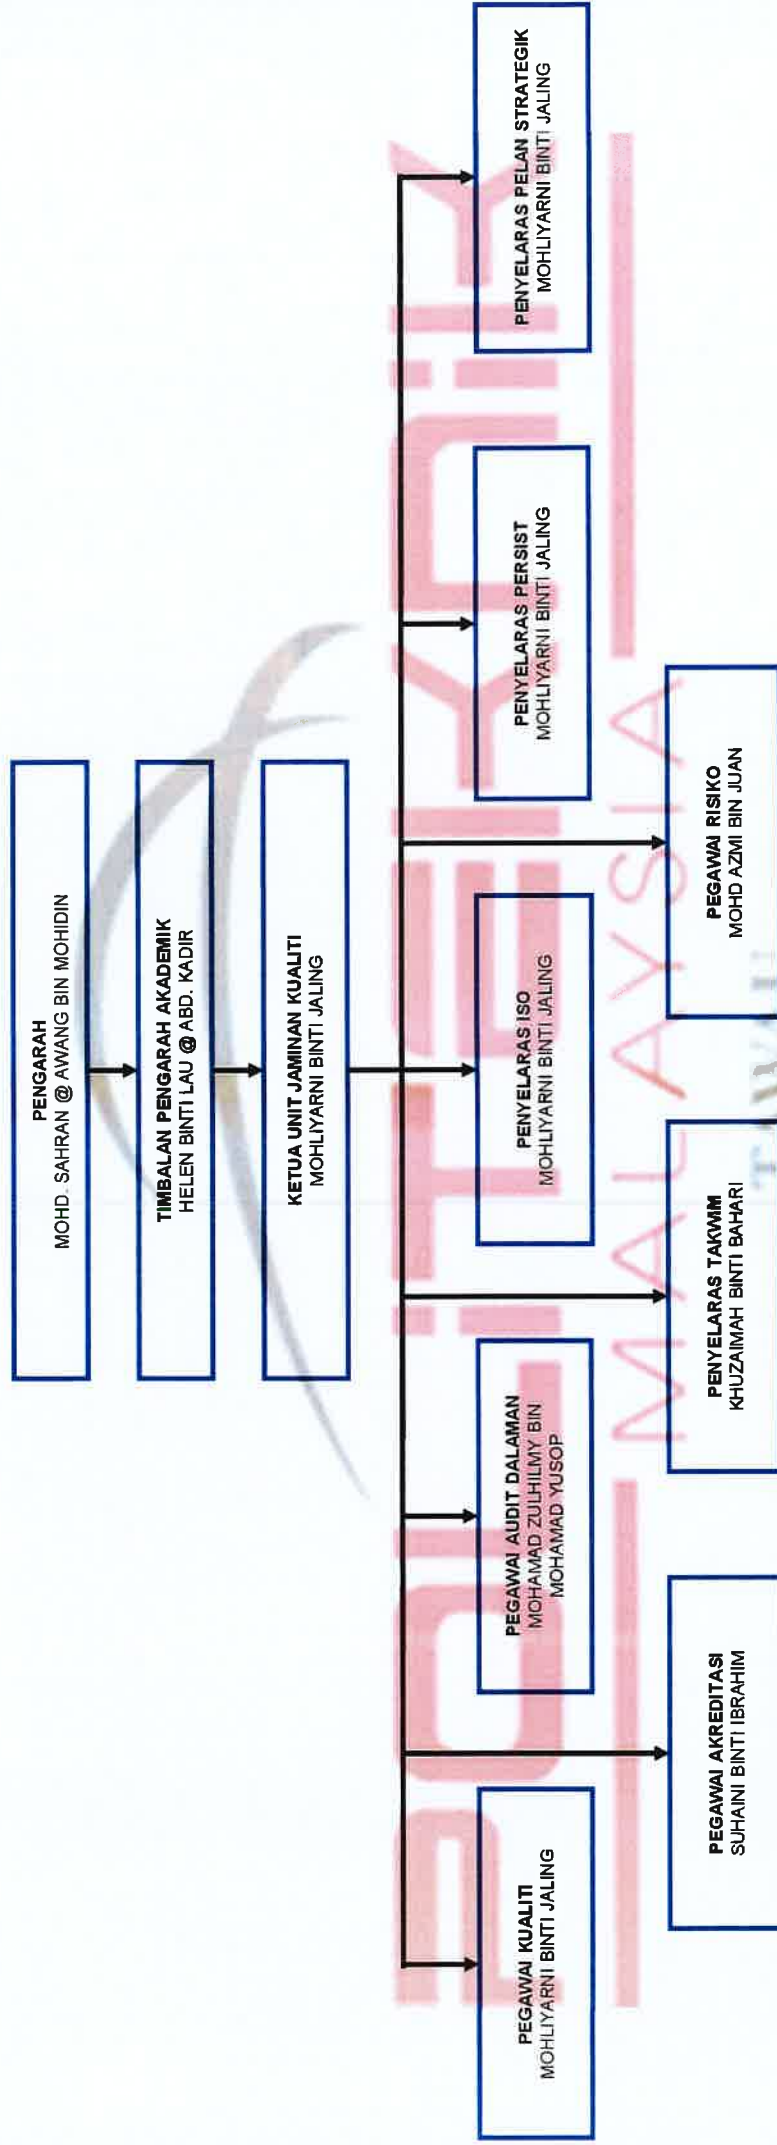 PENGARAH
MOHD. SAHRAN @ AWANG BIN MOHIDIN
TIMBALAN PENGARAH AKADEMIK
HELEN BINTI LAU @ ABD. KADIR
KETUA UNIT JAMINAN KUALITI
MOHLIYARNI BINTI JALING
PEGAWAI KUALITI
MOHLIYARNI BINTI JALING
PEGAWAI AUDIT DALAMAN
MOHAMAD ZULHILMY BIN
MOHAMAD YUSOP
PENYELARAS ISO
MOHLIYARNI BINTI JALING
PENYELARAS PERSIST
MOHLIYARNI BINTI JALING
PENYELARAS PELAN STRATEGIK
MOHLIYARNI BINTI JALING
PEGAWAI AKREDITASI
SUHAINI BINTI IBRAHIM
PENYELARAS TAKWIM
KHUZAIMAH BINTI BAHARI
PEGAWAI RISIKO
MOHD AZMI BIN JUAN
POLiTEKNiK
MALAYSIA